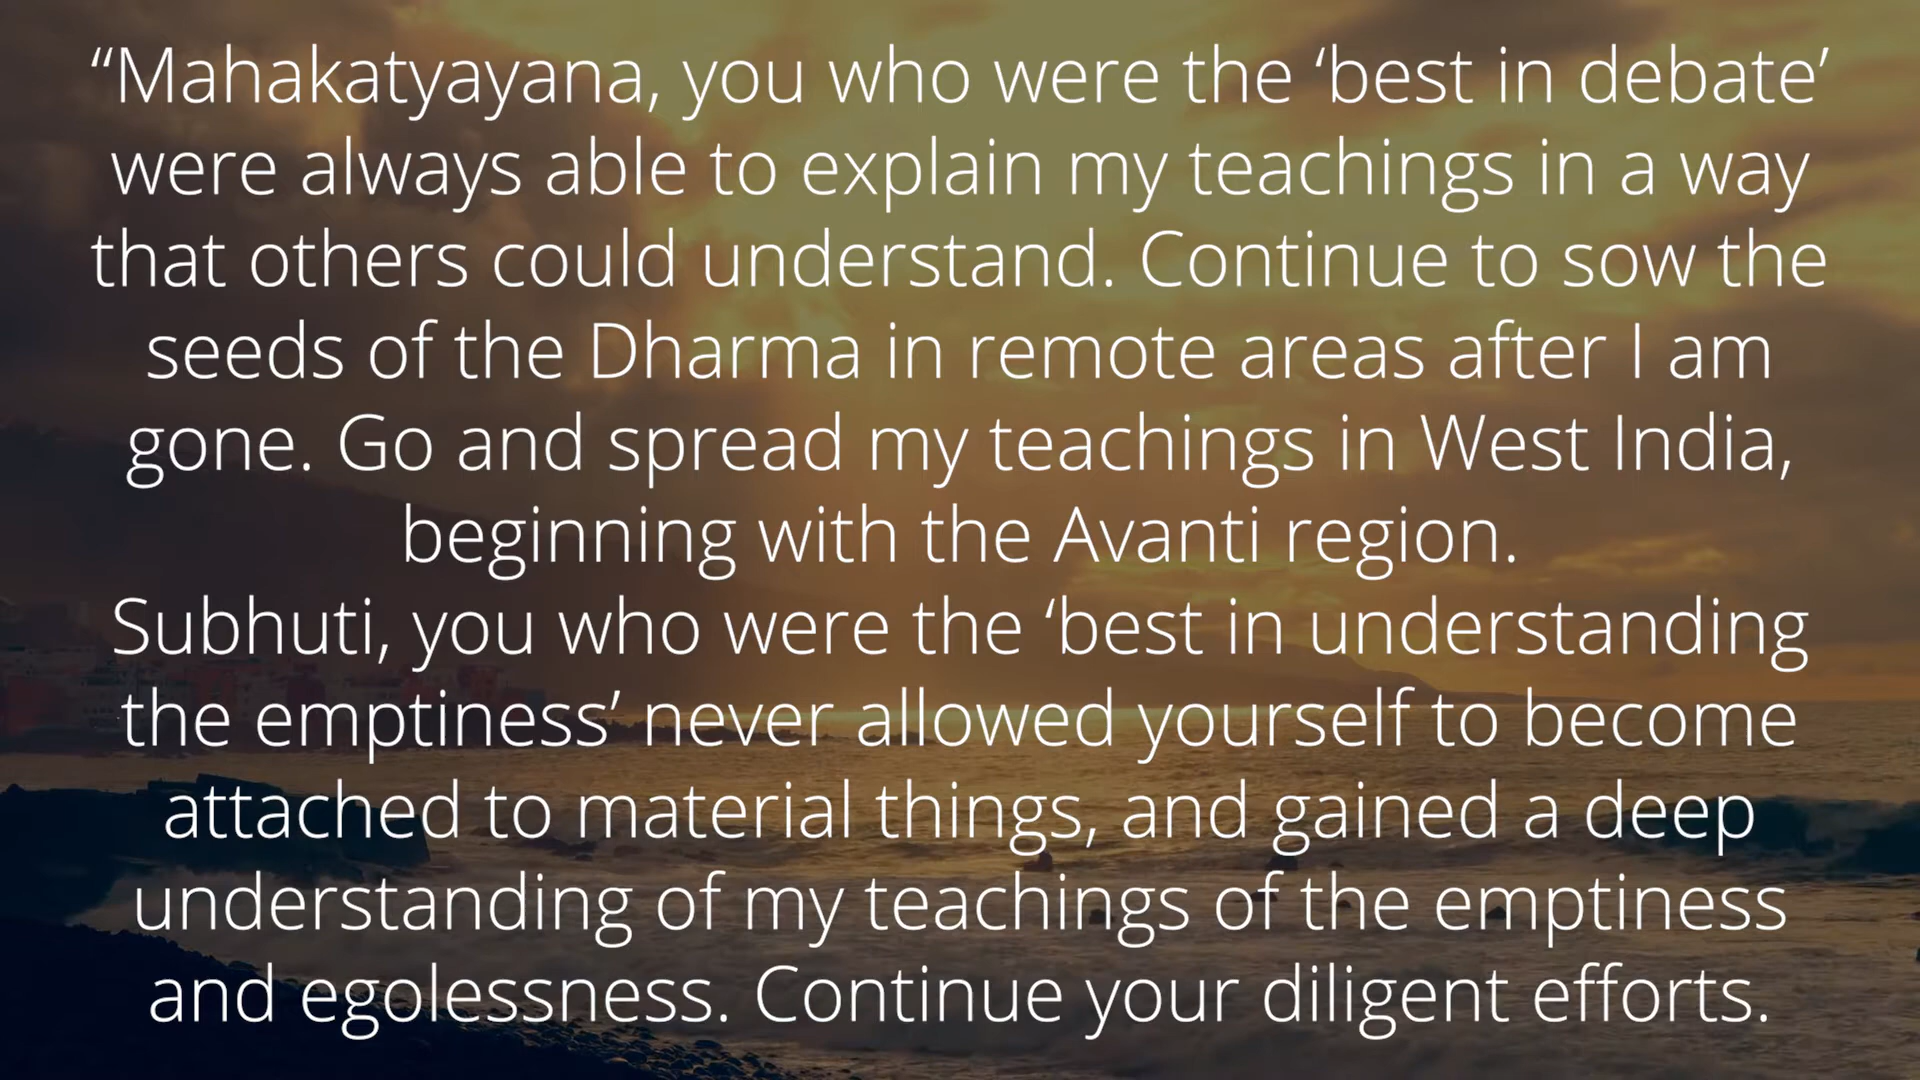 “Mahakatyayana, you who were the ‘best in debate’
were always able to explain my teachings in a way
that others could understand. Continue to sow the
seeds of the Dharma in remote areas after I am
gone. Go and spread my teachings in West India,
beginning with the Avanti region.
Subhuti, you who were the ‘best in understanding
the emptiness’ never allowed yourself to become
attached to material things, and gained a deep
understanding of my teachings of the emptiness
and egolessness. Continue your diligent efforts.